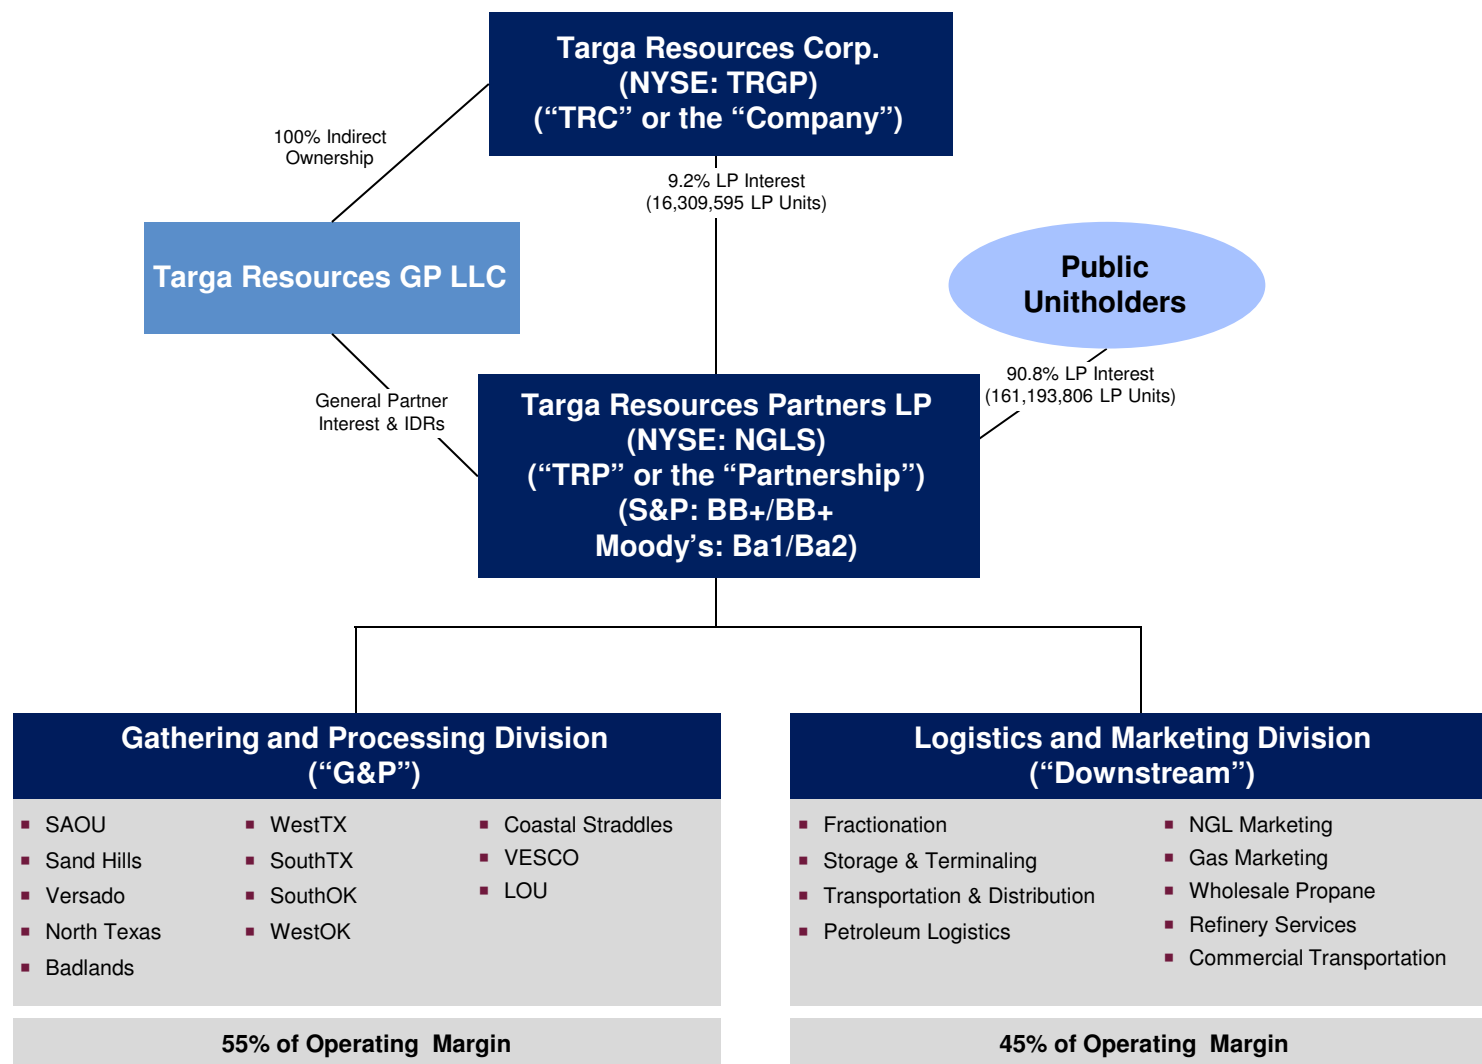 Targa Resources Corp.
(NYSE: TRGP)
(“TRC” or the “Company”)
100% Indirect
Ownership
9.2% LP Interest
(16,309,595 LP Units)
Targa Resources GP LLC
Public
Unitholders
General Partner
Interest & IDRs
90.8% LP Interest
(161,193,806 LP Units)
Targa Resources Partners LP
(NYSE: NGLS)
(“TRP” or the “Partnership”)
(S&P: BB+/BB+
Moody’s: Ba1/Ba2)
Gathering and Processing Division
(“G&P”)
▪ SAOU
▪ Sand Hills
▪ Versado
▪ North Texas
▪ Badlands
▪ WestTX
▪ SouthTX
▪ SouthOK
▪ WestOK
▪ Coastal Straddles
▪ VESCO
▪ LOU
55% of Operating Margin
Logistics and Marketing Division
(“Downstream”)
▪ Fractionation
▪ Storage & Terminaling
▪ Transportation & Distribution
▪ Petroleum Logistics
▪ NGL Marketing
▪ Gas Marketing
▪ Wholesale Propane
▪ Refinery Services
▪ Commercial Transportation
45% of Operating Margin